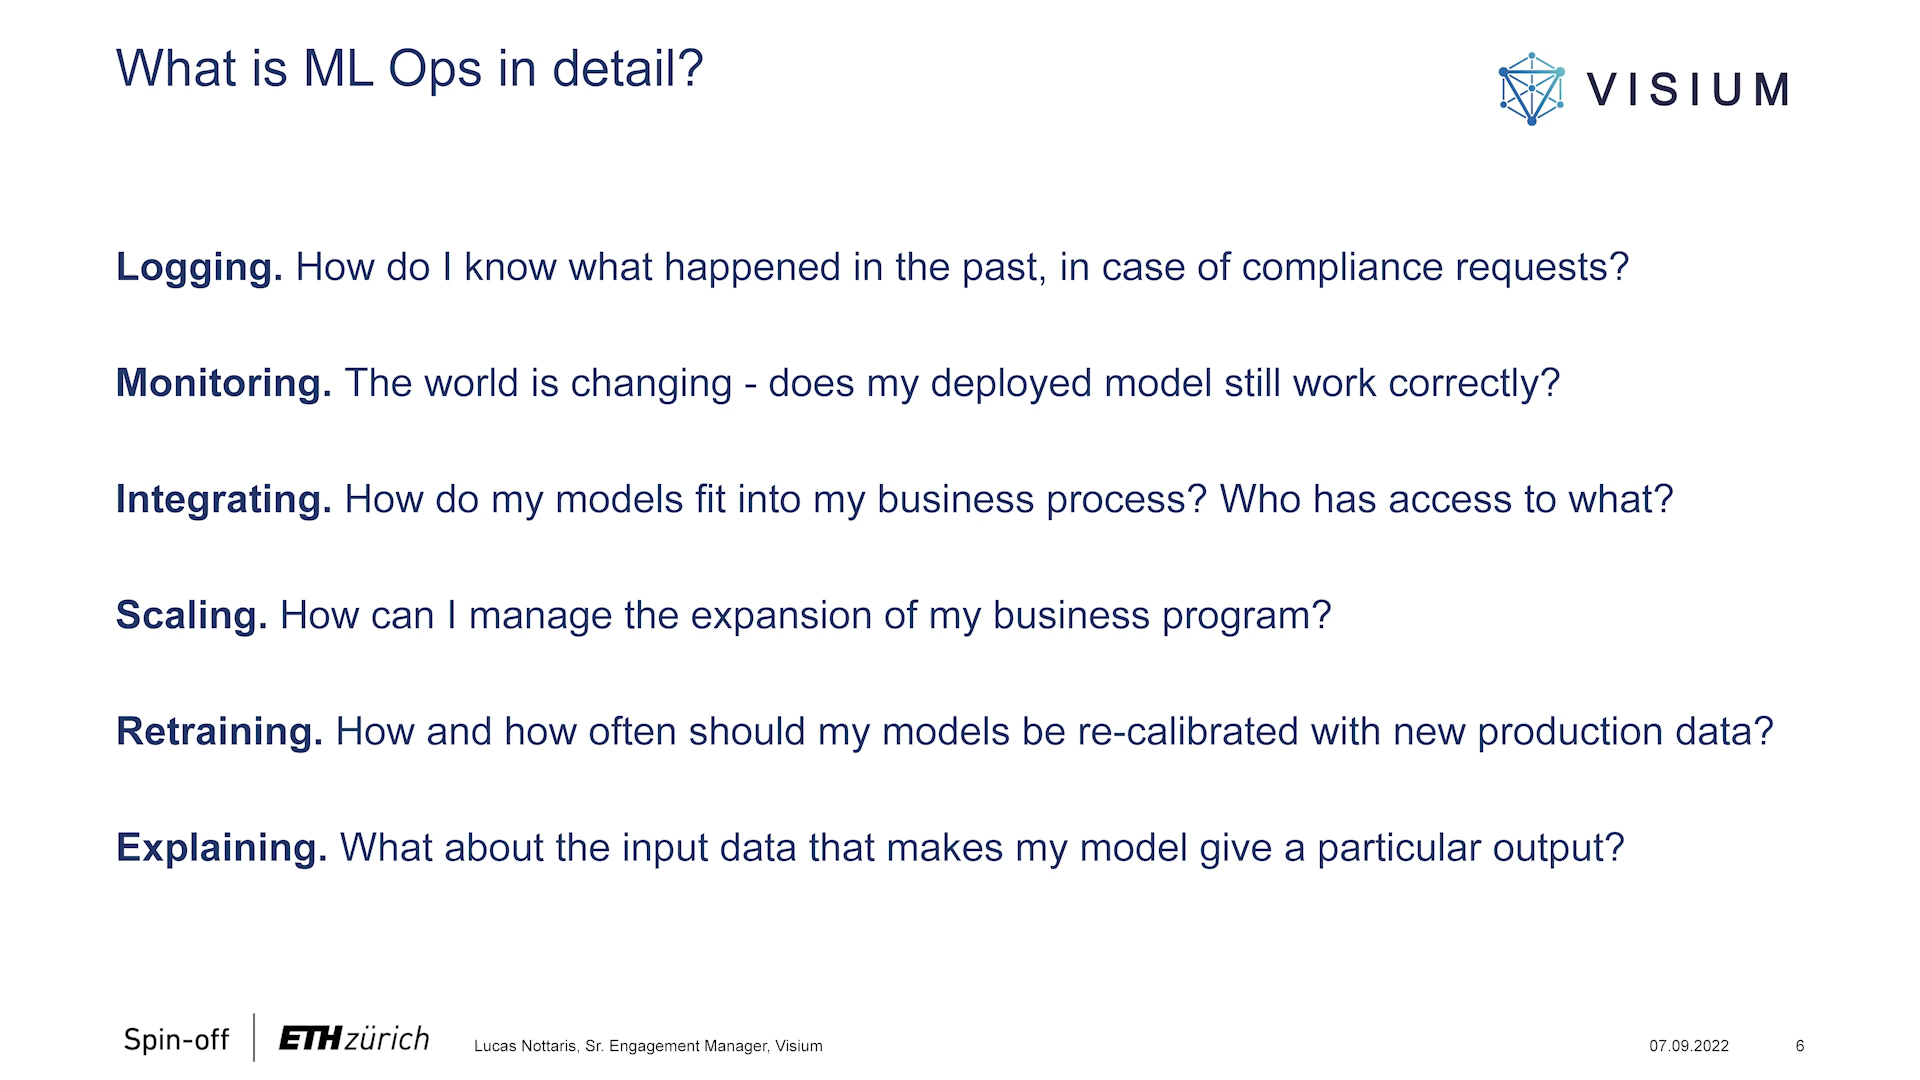 What is ML Ops in detail?
VISIUM
Logging. How do I know what happened in the past, in case of compliance requests?
Monitoring. The world is changing - does my deployed model still work correctly?
Integrating. How do my models fit into my business process? Who has access to what?
Scaling. How can I manage the expansion of my business program?
Retraining. How and how often should my models be re-calibrated with new production data?
Explaining. What about the input data that makes my model give a particular output?
Spin-off ETH zürich
Lucas Nottaris, Sr. Engagement Manager, Visium
07.09.2022
6